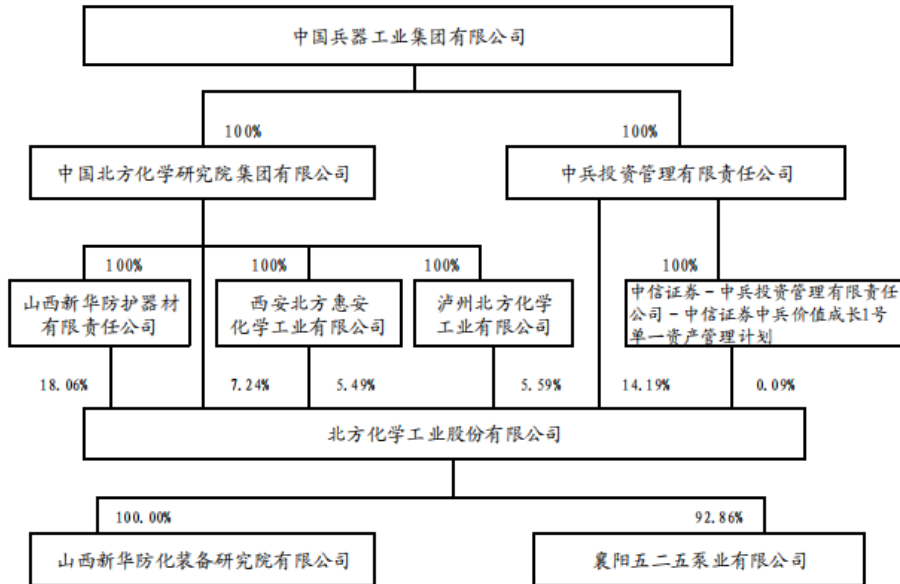 中国兵器工业集团有限公司
100%
100%
中国北方化学研究院集团有限公司
中兵投资管理有限责任公司
100%
100%
100%
100%
山西新华防护器材
有限责任公司
西安北方惠安
化学工业有限公司
泸州北方化学
工业有限公司
中信证券－中兵投资管理有限责任
公司－中信证券中兵价值成长1号
单一资产管理计划
18.06%
7.24%
5.49%
5.59%
14.19%
0.09%
北方化学工业股份有限公司
100.00%
92.86%
山西新华防化装备研究院有限公司
襄阳五二五泵业有限公司